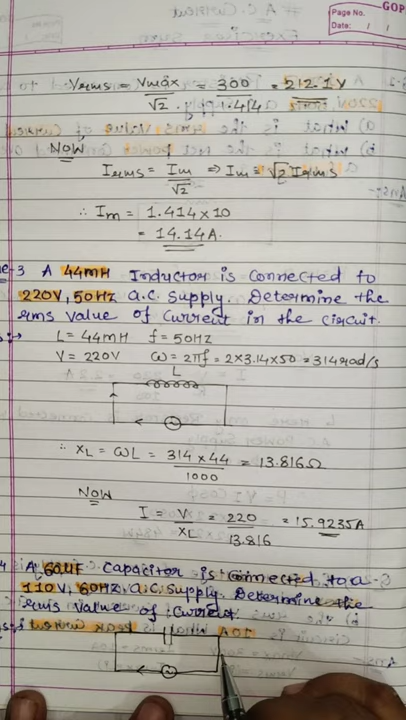 Page No. GOP
Date: / /
Vrms = Vmax/√2 = 300/1.414 = 212.1V
Now
Irms = Im/√2 ⇒ Im = √2 Irms
∴ Im = 1.414 × 10
= 14.14A.
e-3 A 44mH Inductor is connected to
220V, 50Hz a.c. supply. Determine the
rms value of current in the circuit.
L = 44mH f = 50Hz
V = 220V ω = 2πf = 2×3.14×50 = 314 rad/s
L
∴ XL = ωL = 314 × 44/1000 = 13.816Ω
Now
I = V/XL = 220/13.816 = 15.9235A
4 A 60μF capacitor is connected to a
110V, 60Hz a.c. supply. Determine the
rms value of current.